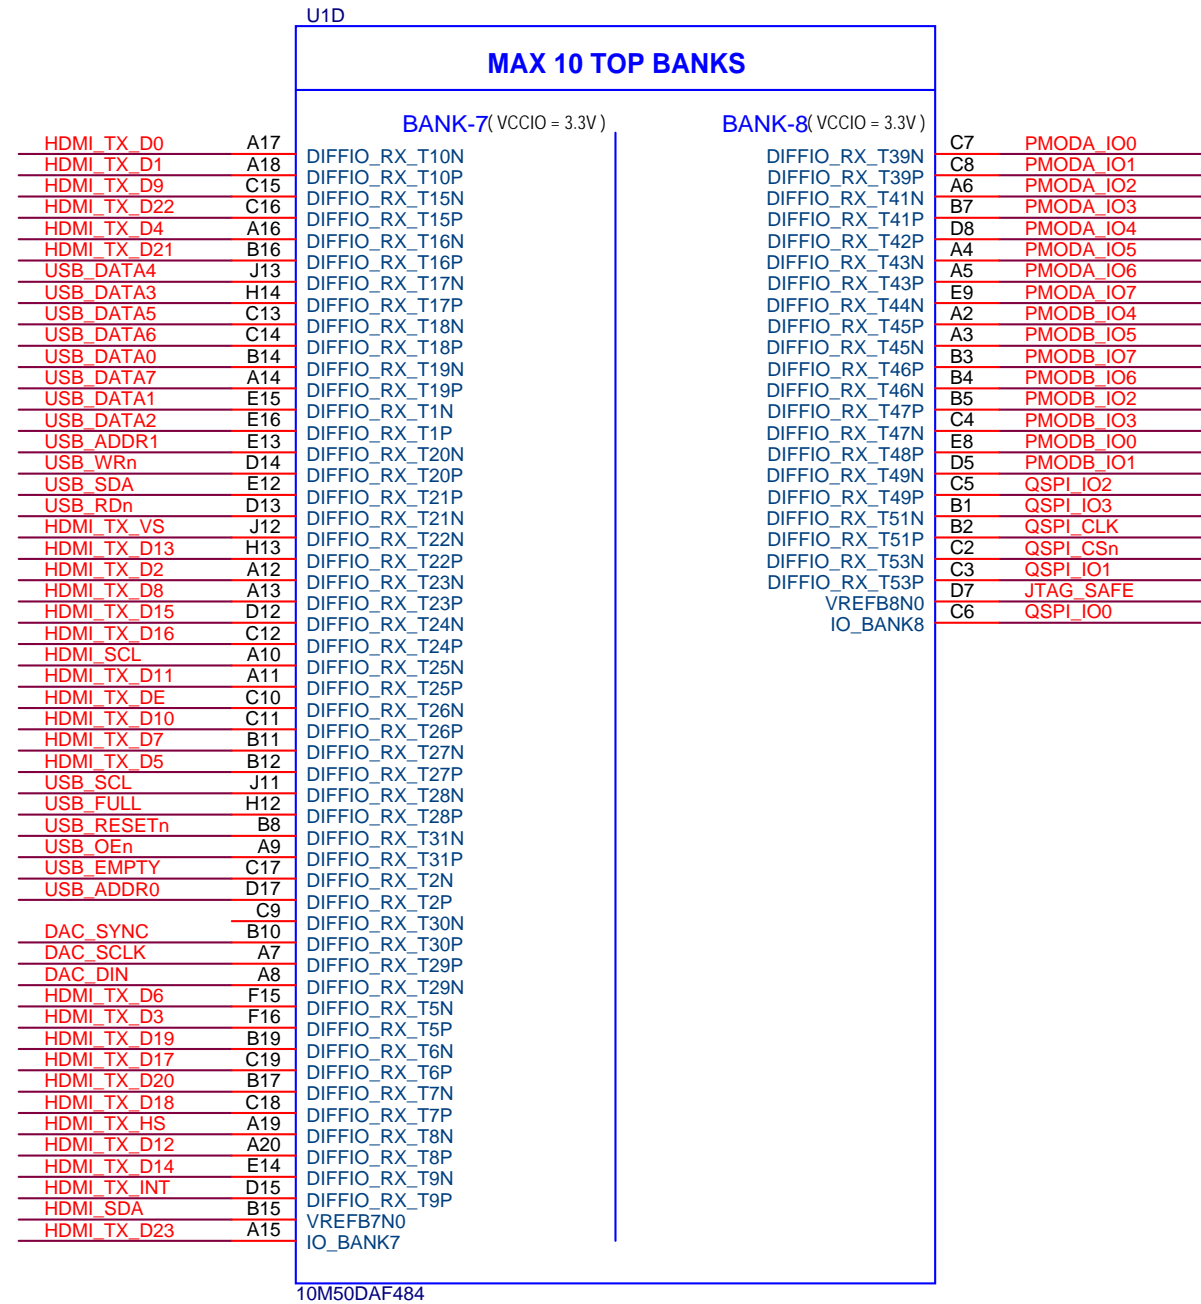 U1D
MAX 10 TOP BANKS
BANK-7 ( VCCIO = 3.3V )
HDMI_TX_D0 A17 DIFFIO_RX_T10N
HDMI_TX_D1 A18 DIFFIO_RX_T10P
HDMI_TX_D9 C15 DIFFIO_RX_T15N
HDMI_TX_D22 C16 DIFFIO_RX_T15P
HDMI_TX_D4 A16 DIFFIO_RX_T16N
HDMI_TX_D21 B16 DIFFIO_RX_T16P
USB_DATA4 J13 DIFFIO_RX_T17N
USB_DATA3 H14 DIFFIO_RX_T17P
USB_DATA5 C13 DIFFIO_RX_T18N
USB_DATA6 C14 DIFFIO_RX_T18P
USB_DATA0 B14 DIFFIO_RX_T19N
USB_DATA7 A14 DIFFIO_RX_T19P
USB_DATA1 E15 DIFFIO_RX_T1N
USB_DATA2 E16 DIFFIO_RX_T1P
USB_ADDR1 E13 DIFFIO_RX_T20N
USB_WRn D14 DIFFIO_RX_T20P
USB_SDA E12 DIFFIO_RX_T21P
USB_RDn D13 DIFFIO_RX_T21N
HDMI_TX_VS J12 DIFFIO_RX_T22N
HDMI_TX_D13 H13 DIFFIO_RX_T22P
HDMI_TX_D2 A12 DIFFIO_RX_T23N
HDMI_TX_D8 A13 DIFFIO_RX_T23P
HDMI_TX_D15 D12 DIFFIO_RX_T24N
HDMI_TX_D16 C12 DIFFIO_RX_T24P
HDMI_SCL A10 DIFFIO_RX_T25N
HDMI_TX_D11 A11 DIFFIO_RX_T25P
HDMI_TX_DE C10 DIFFIO_RX_T26N
HDMI_TX_D10 C11 DIFFIO_RX_T26P
HDMI_TX_D7 B11 DIFFIO_RX_T27N
HDMI_TX_D5 B12 DIFFIO_RX_T27P
USB_SCL J11 DIFFIO_RX_T28N
USB_FULL H12 DIFFIO_RX_T28P
USB_RESETn B8 DIFFIO_RX_T31N
USB_OEn A9 DIFFIO_RX_T31P
USB_EMPTY C17 DIFFIO_RX_T2N
USB_ADDR0 D17 DIFFIO_RX_T2P
C9 DIFFIO_RX_T30N
DAC_SYNC B10 DIFFIO_RX_T30P
DAC_SCLK A7 DIFFIO_RX_T29P
DAC_DIN A8 DIFFIO_RX_T29N
HDMI_TX_D6 F15 DIFFIO_RX_T5N
HDMI_TX_D3 F16 DIFFIO_RX_T5P
HDMI_TX_D19 B19 DIFFIO_RX_T6N
HDMI_TX_D17 C19 DIFFIO_RX_T6P
HDMI_TX_D20 B17 DIFFIO_RX_T7N
HDMI_TX_D18 C18 DIFFIO_RX_T7P
HDMI_TX_HS A19 DIFFIO_RX_T8N
HDMI_TX_D12 A20 DIFFIO_RX_T8P
HDMI_TX_D14 E14 DIFFIO_RX_T9N
HDMI_TX_INT D15 DIFFIO_RX_T9P
HDMI_SDA B15 VREFB7N0
HDMI_TX_D23 A15 IO_BANK7
BANK-8 ( VCCIO = 3.3V )
DIFFIO_RX_T39N C7 PMODA_IO0
DIFFIO_RX_T39P C8 PMODA_IO1
DIFFIO_RX_T41N A6 PMODA_IO2
DIFFIO_RX_T41P B7 PMODA_IO3
DIFFIO_RX_T42P D8 PMODA_IO4
DIFFIO_RX_T43N A4 PMODA_IO5
DIFFIO_RX_T43P A5 PMODA_IO6
DIFFIO_RX_T44N E9 PMODA_IO7
DIFFIO_RX_T45P A2 PMODB_IO4
DIFFIO_RX_T45N A3 PMODB_IO5
DIFFIO_RX_T46P B3 PMODB_IO7
DIFFIO_RX_T46N B4 PMODB_IO6
DIFFIO_RX_T47P B5 PMODB_IO2
DIFFIO_RX_T47N C4 PMODB_IO3
DIFFIO_RX_T48P E8 PMODB_IO0
DIFFIO_RX_T49N D5 PMODB_IO1
DIFFIO_RX_T49P C5 QSPI_IO2
DIFFIO_RX_T51N B1 QSPI_IO3
DIFFIO_RX_T51P B2 QSPI_CLK
DIFFIO_RX_T53N C2 QSPI_CSn
DIFFIO_RX_T53P C3 QSPI_IO1
VREFB8N0 D7 JTAG_SAFE
IO_BANK8 C6 QSPI_IO0
10M50DAF484